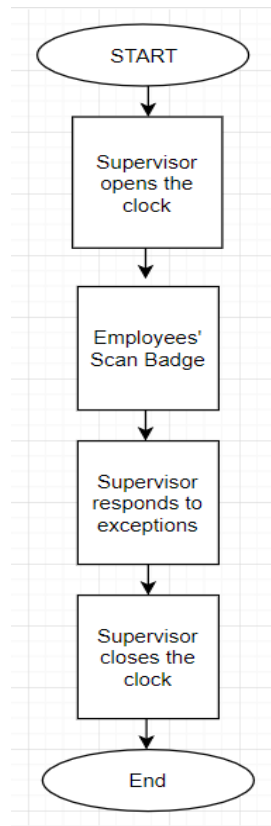 START
Supervisor
opens the
clock
Employees'
Scan Badge
Supervisor
responds to
exceptions
Supervisor
closes the
clock
End